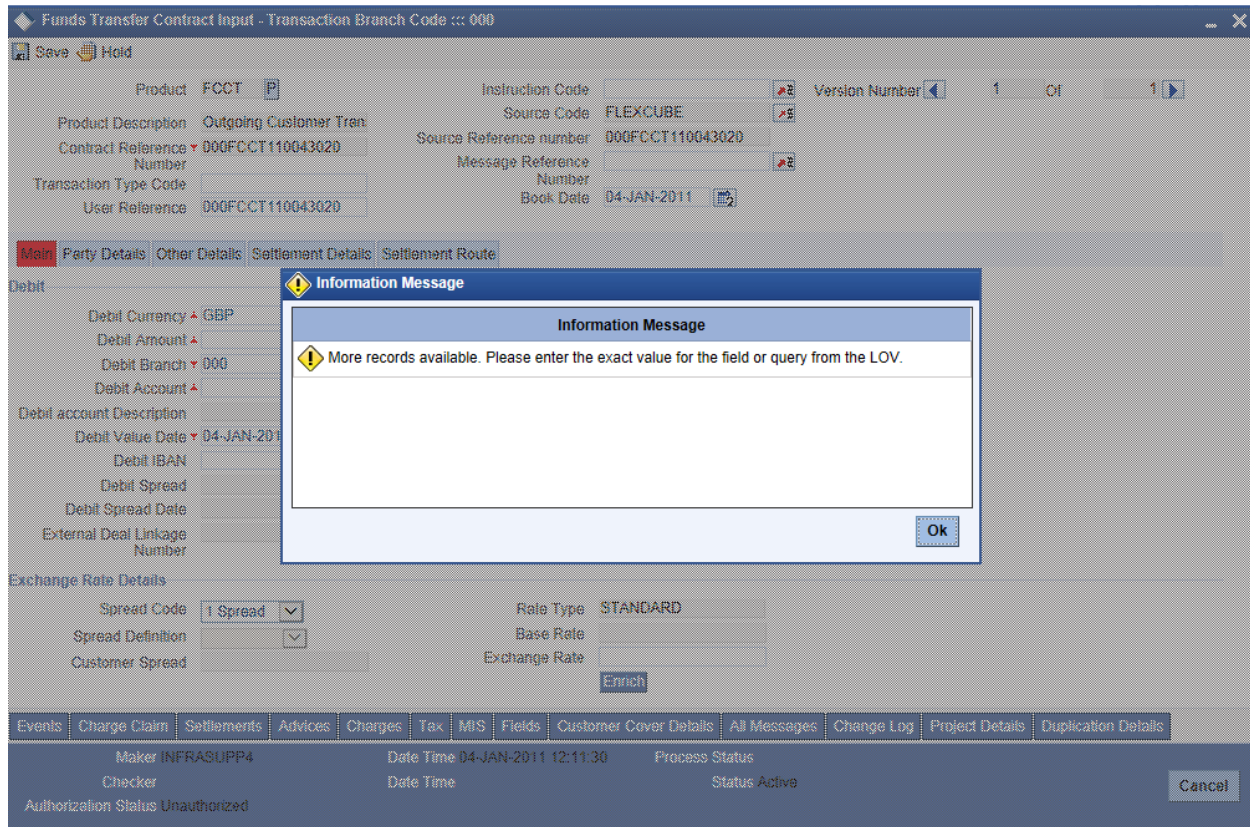 Funds Transfer Contract Input - Transaction Branch Code ::: 000
Save Hold
Product FCCT P Instruction Code Version Number 1 Of 1
Product Description Outgoing Customer Tran Source Code FLEXCUBE
Contract Reference Number 000FCCT110043020 Source Reference number 000FCCT110043020
Transaction Type Code Message Reference Number
User Reference 000FCCT110043020 Book Date 04-JAN-2011
Main Party Details Other Details Settlement Details Settlement Route
Debit
Debit Currency GBP
Debit Amount
Debit Branch 000
Debit Account
Debit account Description
Debit Value Date 04-JAN-201
Debit IBAN
Debit Spread
Debit Spread Date
External Deal Linkage
Number
Information Message
Information Message
More records available. Please enter the exact value for the field or query from the LOV.
Ok
Exchange Rate Details
Spread Code 1 Spread Rate Type STANDARD
Spread Definition Base Rate
Customer Spread Exchange Rate
Enrich
Events Charge Claim Settlements Advices Charges Tax MIS Fields Customer Cover Details All Messages Change Log Project Details Duplication Details
Maker INFRASUPP4 Date Time 04-JAN-2011 12:11:30 Process Status
Checker Date Time Status Active
Authorization Status Unauthorized
Cancel